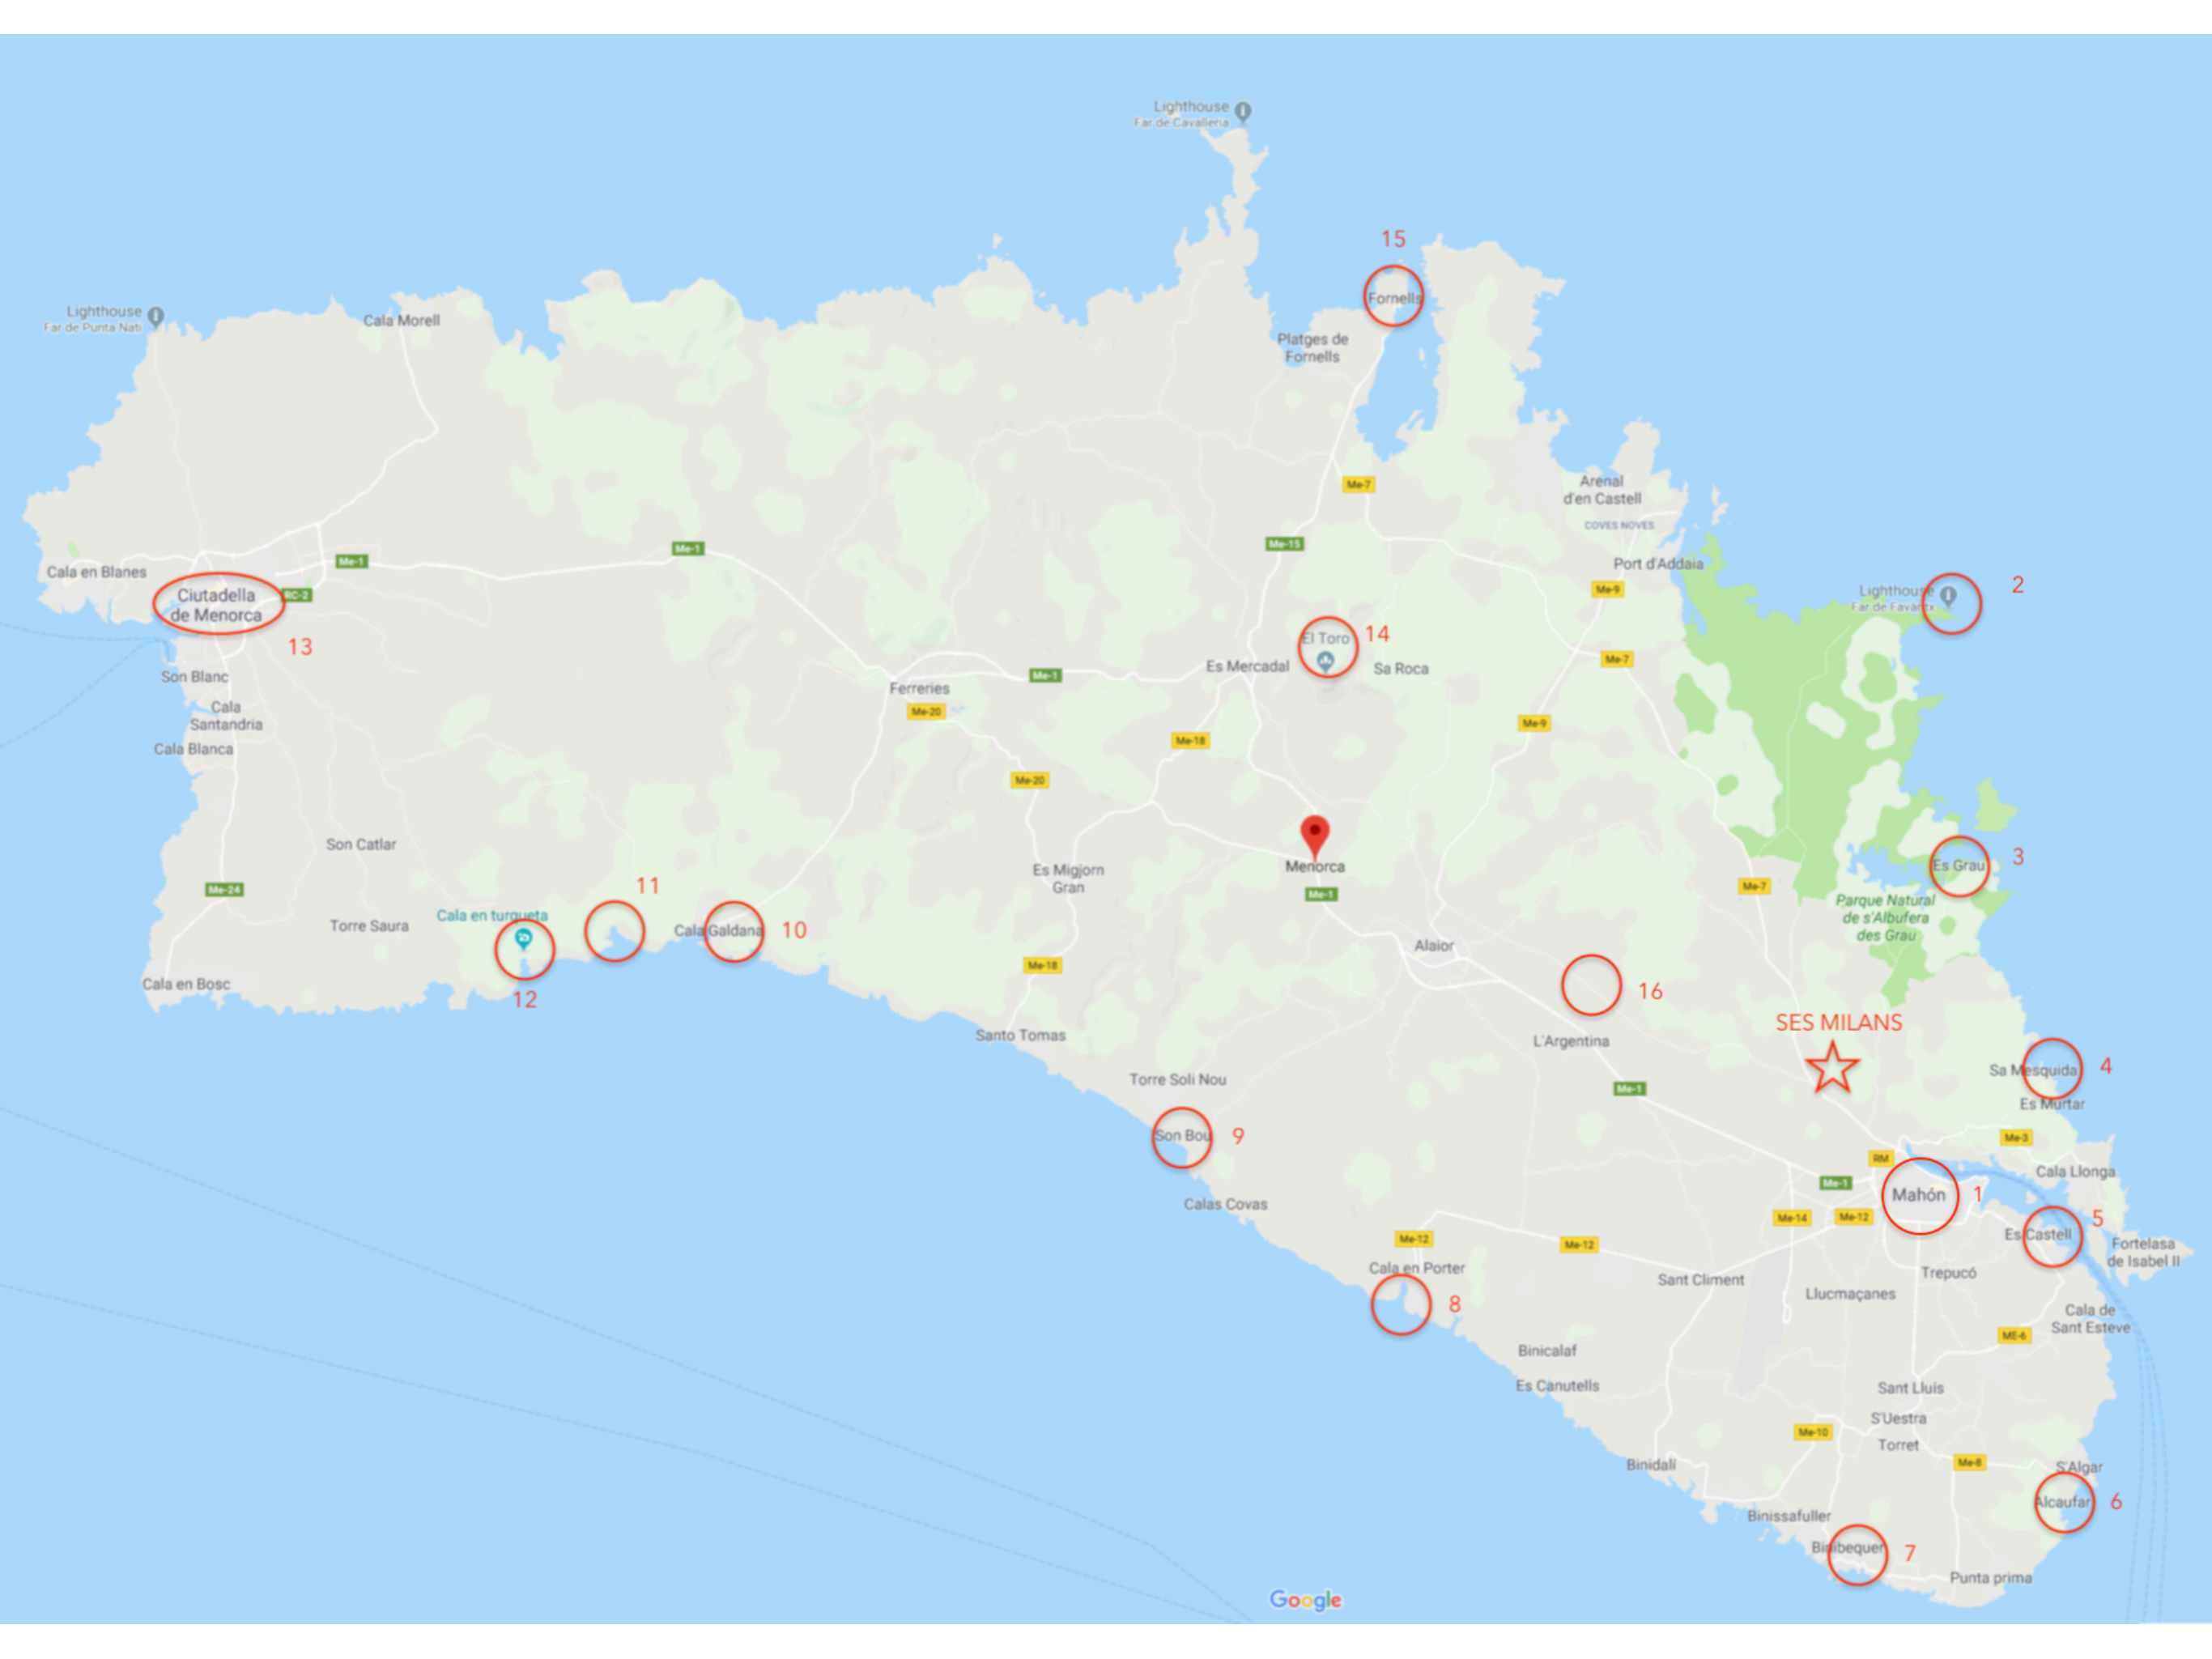 Lighthouse
Far de Cavalleria
15
Fornells
Lighthouse
Far de Punta Nati
Cala Morell
Platges de
Fornells
Me-7
Arenal
d'en Castell
COVES NOVES
Me-15
Me-1
Me-1
Port d'Addaia
Cala en Blanes
Ciutadella
de Menorca
RC-2
13
Me-9
Lighthouse
Far de Favàritx
2
El Toro
14
Es Mercadal
Sa Roca
Me-7
Son Blanc
Me-1
Ferreries
Me-20
Cala
Santandria
Cala Blanca
Me-18
Me-9
Me-20
Son Catlar
Menorca
Me-1
Es Migjorn
Gran
Es Grau
3
Me-24
11
Me-7
Parque Natural
de s'Albufera
des Grau
Cala en turqueta
Torre Saura
Cala Galdana
10
Alaior
Me-18
Cala en Bosc
12
16
SES MILANS
Santo Tomas
L'Argentina
Torre Soli Nou
Me-1
Sa Mesquida
4
Es Murtar
Son Bou
9
Me-3
RM
Cala Llonga
Me-1
Mahón
1
Calas Covas
Me-14
Me-12
5
Es Castell
Me-12
Me-12
Fortelasa
de Isabel II
Cala en Porter
Sant Climent
Trepucó
Llucmaçanes
8
Cala de
Sant Esteve
ME-6
Binicalaf
Es Canutells
Sant Lluís
S'Uestra
Me-10
Torret
Binidalí
Me-8
S'Algar
Alcaufar
6
Binissafuller
Binibequer
7
Punta prima
Google